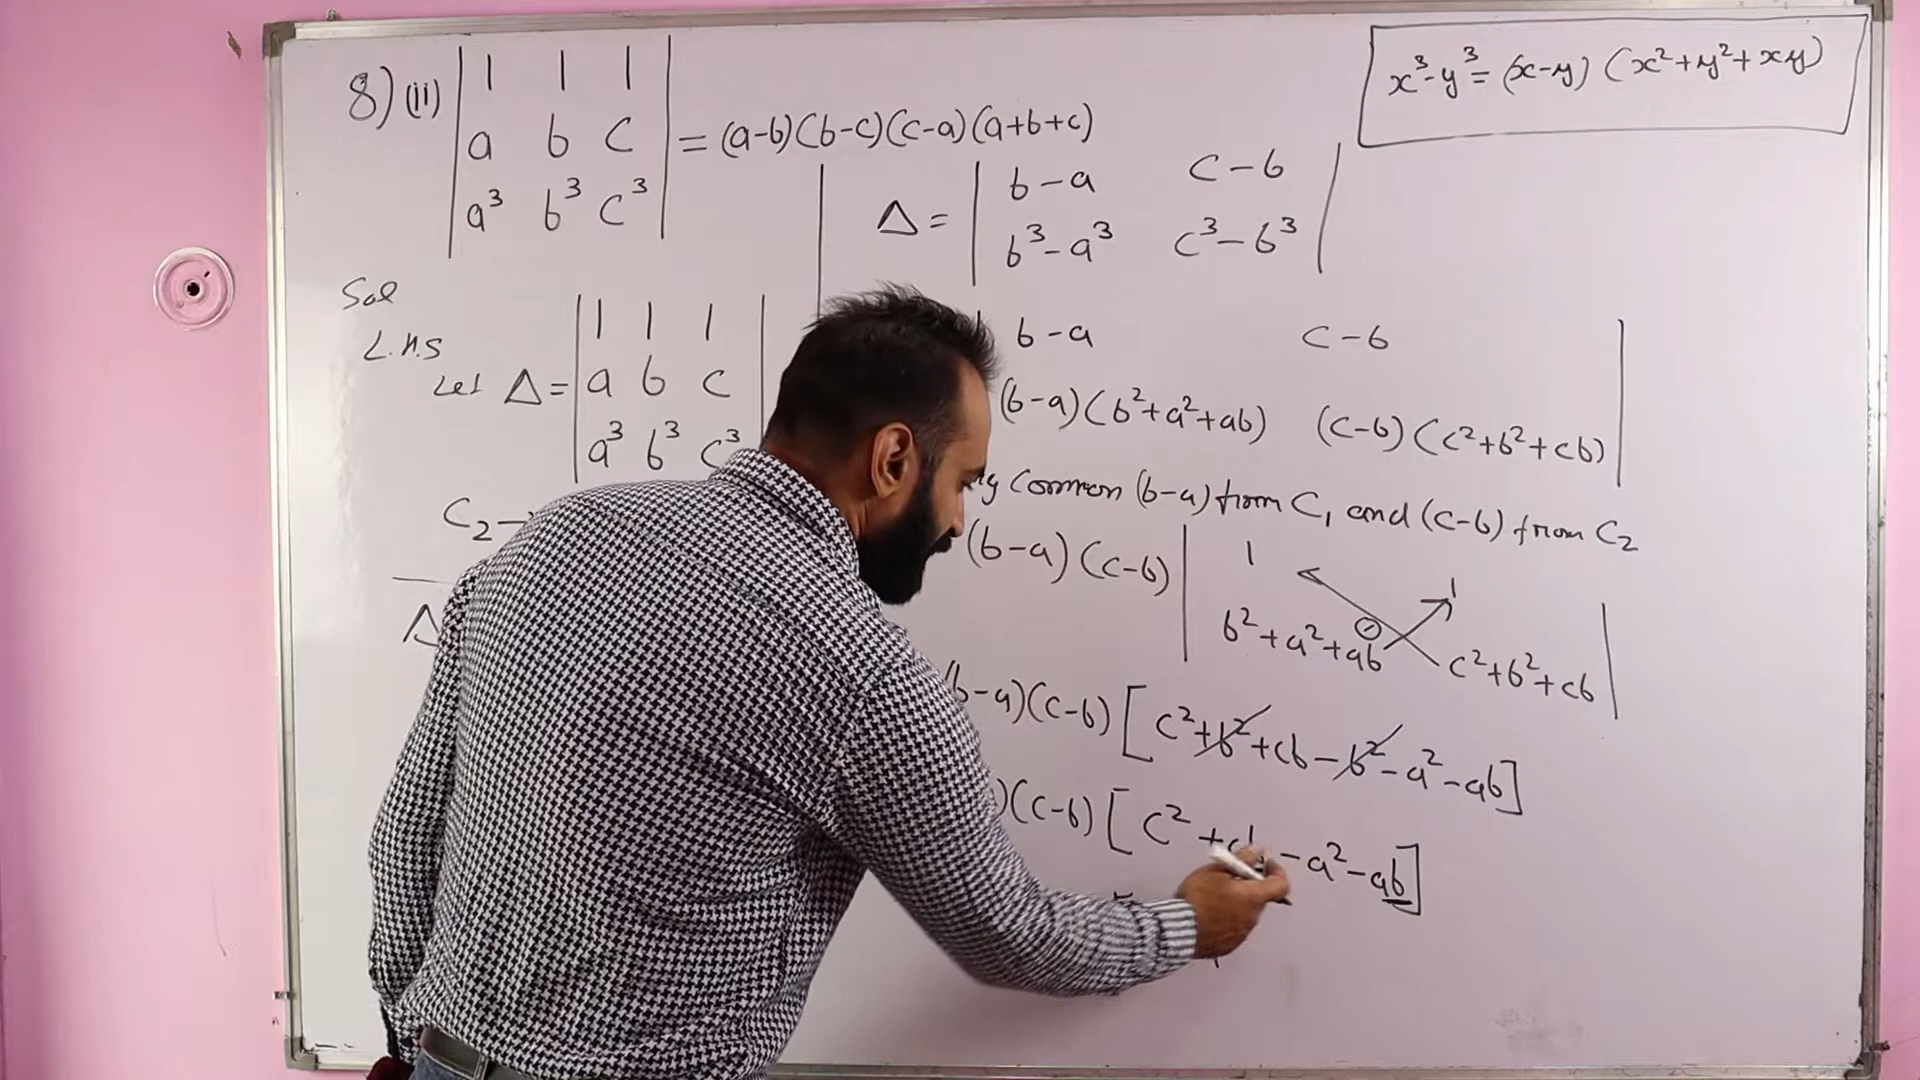 8) (ii) | 1 1 1 |
| a b c | = (a-b)(b-c)(c-a)(a+b+c)
| a³ b³ c³ |
Sol
L.H.S
| 1 1 1 |
Let Δ = | a b c |
| a³ b³ c³ |
C₂ →
Δ
x³-y³ = (x-y) (x²+y²+xy)
| b-a c-b |
Δ =
| b³-a³ c³-b³ |
b-a c-b |
(b-a)(b²+a²+ab) (c-b)(c²+b²+cb) |
Common (b-a) from C₁ and (c-b) from C₂
(b-a)(c-b) | 1 1 |
| b²+a²+ab ⊖ c²+b²+cb |
(b-a)(c-b) [c²+b²+cb-b²-a²-ab]
)(c-b) [c² + -a²-ab]